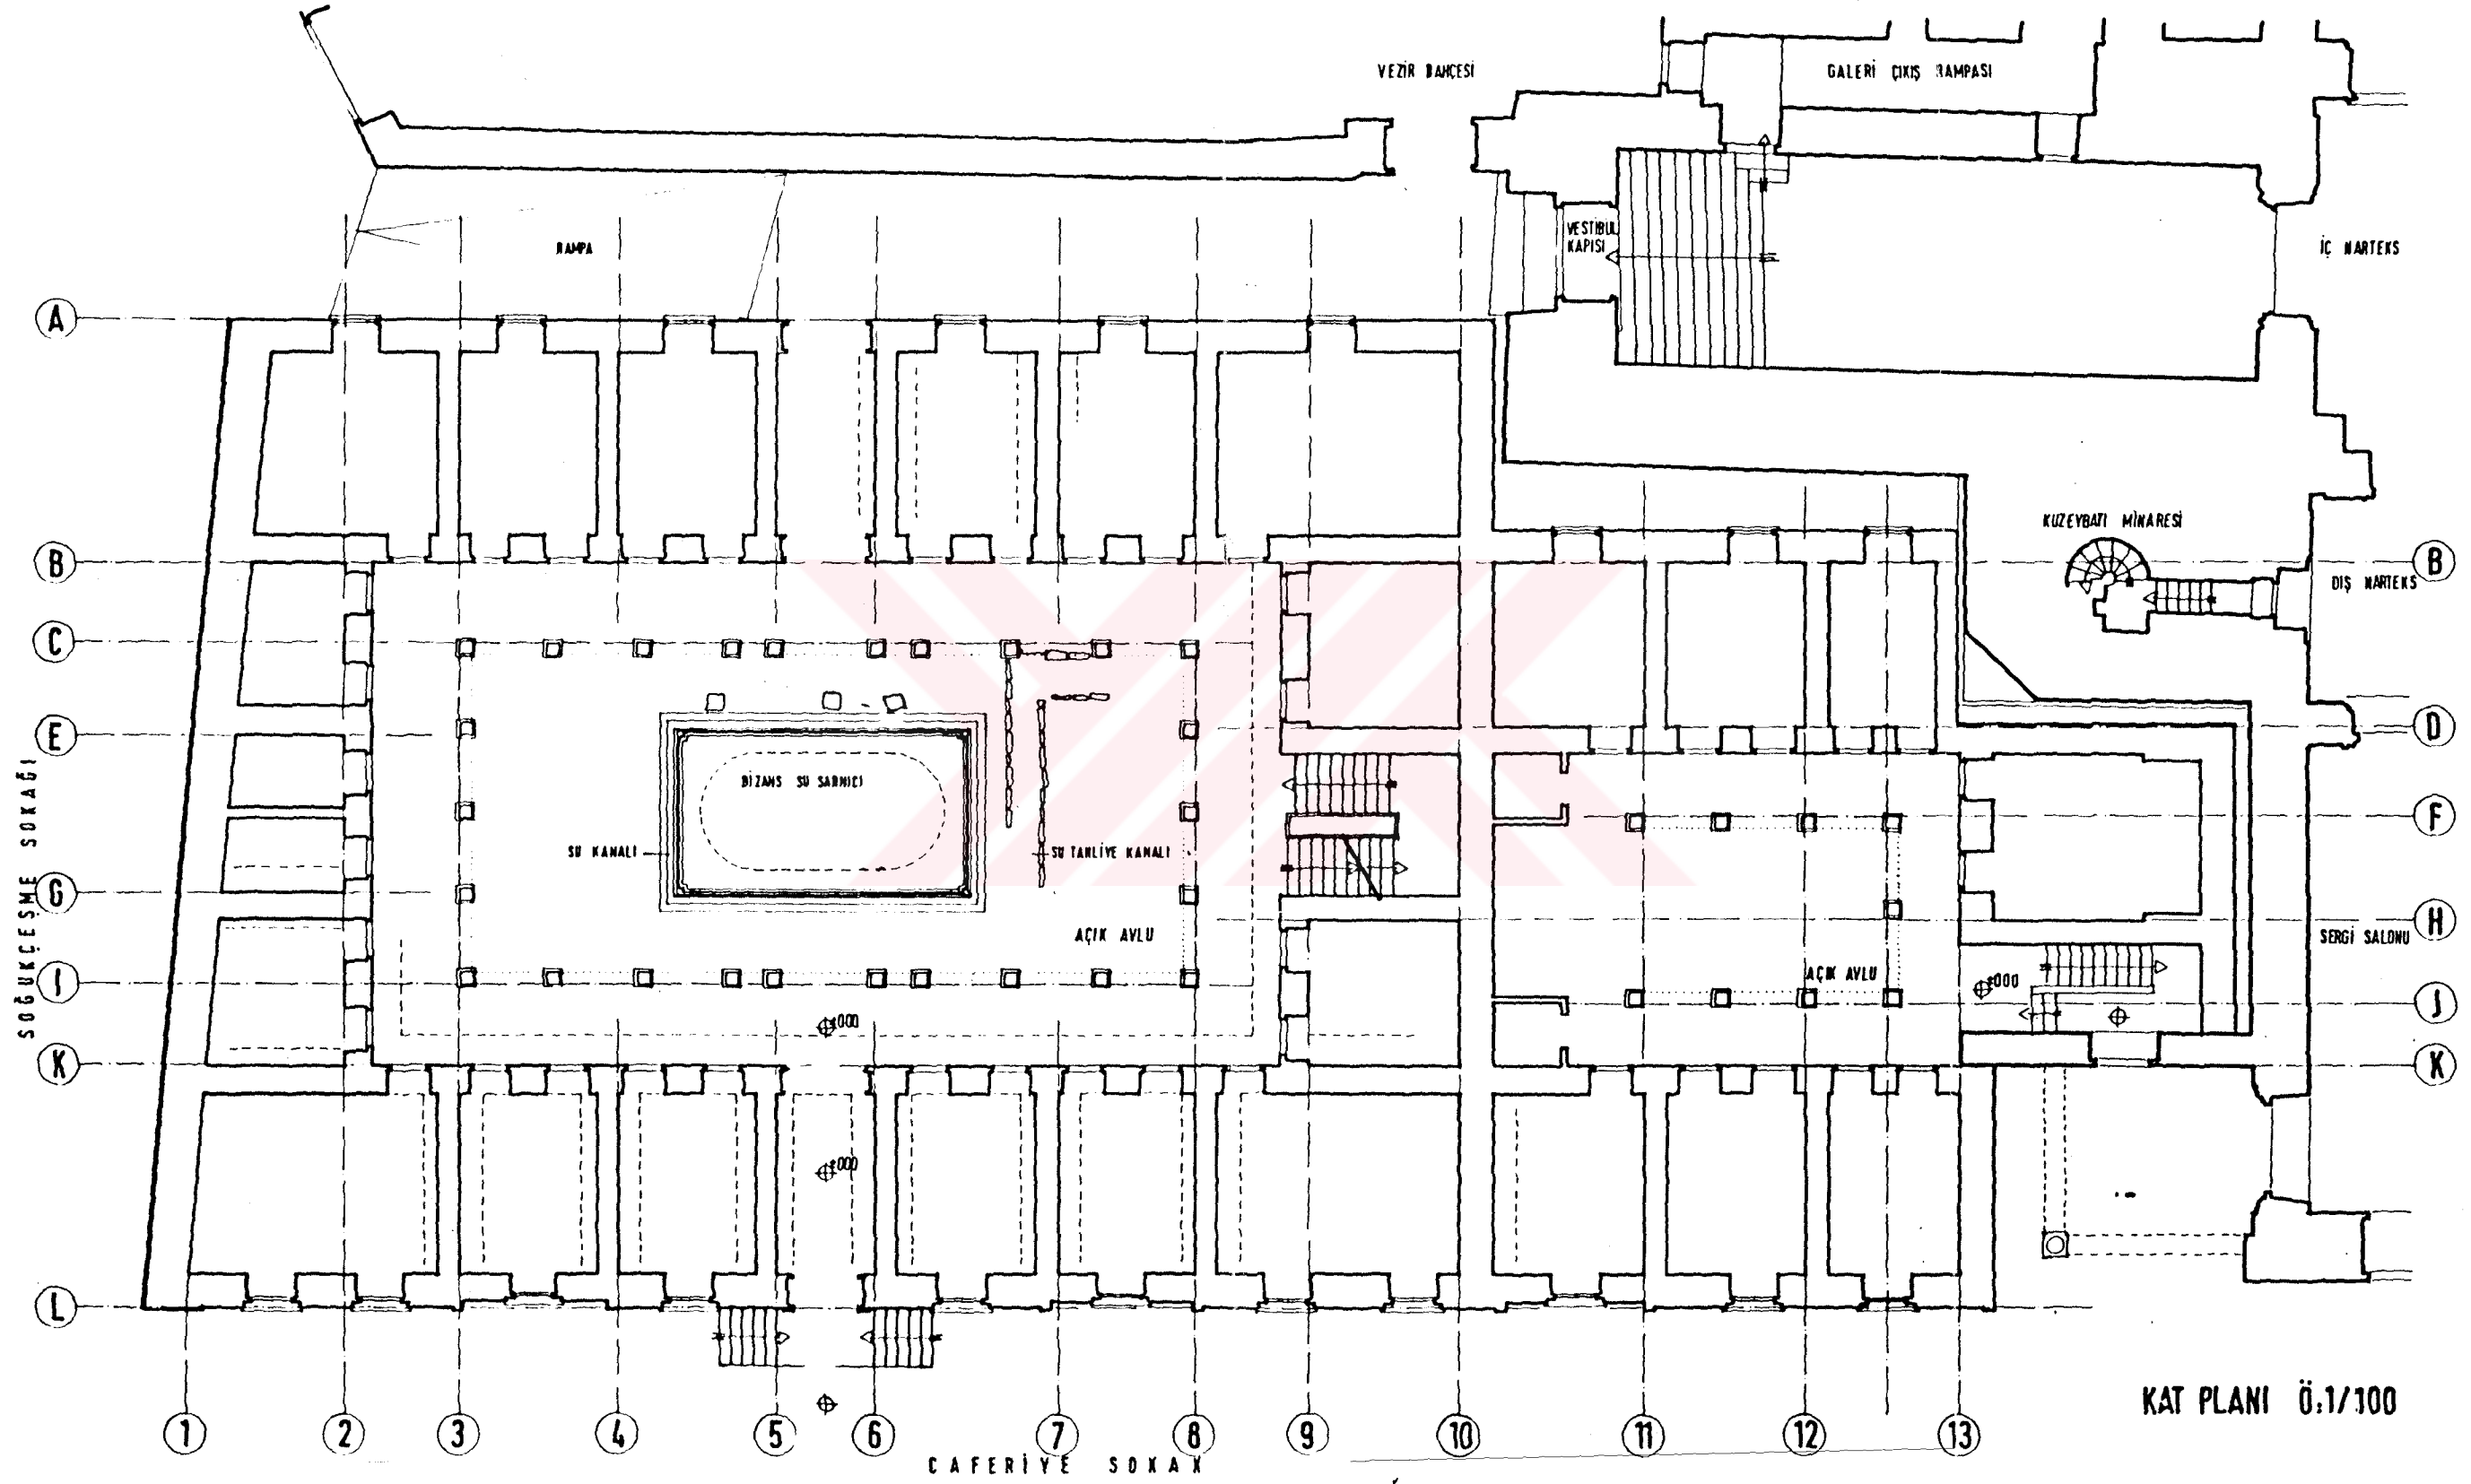 VEZİR BAHÇESİ
GALERİ ÇIKIŞ RAMPASI
RAMPA
VESTIBUL
KAPISI
İÇ NARTEKS
A
KUZEYBATI MİNARESİ
B
B
DIŞ NARTEKS
C
E
D
BİZANS SU SARNICI
F
SU KANALI
SU TAHLİYE KANALI
SOĞUKÇEŞME SOKAĞI
G
H
AÇIK AVLU
SERGİ SALONU
AÇIK AVLU
I
±000
J
±000
K
K
±000
L
KAT PLANI Ö:1/100
1 2 3 4 5 6 7 8 9 10 11 12 13
CAFERİYE SOKAK